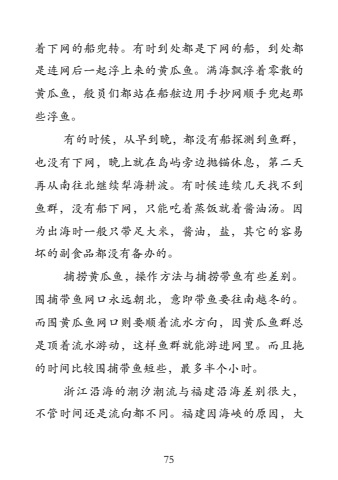 着下网的船兜转。有时到处都是下网的船，到处都
是连网后一起浮上来的黄瓜鱼。满海飘浮着零散的
黄瓜鱼，般员们都站在船舷边用手抄网顺手兜起那
些浮鱼。
有的时候，从早到晚，都没有船探测到鱼群，
也没有下网，晚上就在岛屿旁边抛锚休息，第二天
再从南往北继续犁海耕波。有时候连续几天找不到
鱼群，没有船下网，只能吃着蒸饭就着酱油汤。因
为出海时一般只带足大米，酱油，盐，其它的容易
坏的副食品都没有备办的。
捕捞黄瓜鱼，操作方法与捕捞带鱼有些差别。
围捕带鱼网口永远朝北，意即带鱼要往南越冬的。
而围黄瓜鱼网口则要顺着流水方向，因黄瓜鱼群总
是顶着流水游动，这样鱼群就能游进网里。而且拖
的时间比较围捕带鱼短些，最多半个小时。
浙江沿海的潮汐潮流与福建沿海差别很大，
不管时间还是流向都不同。福建因海峡的原因，大
75